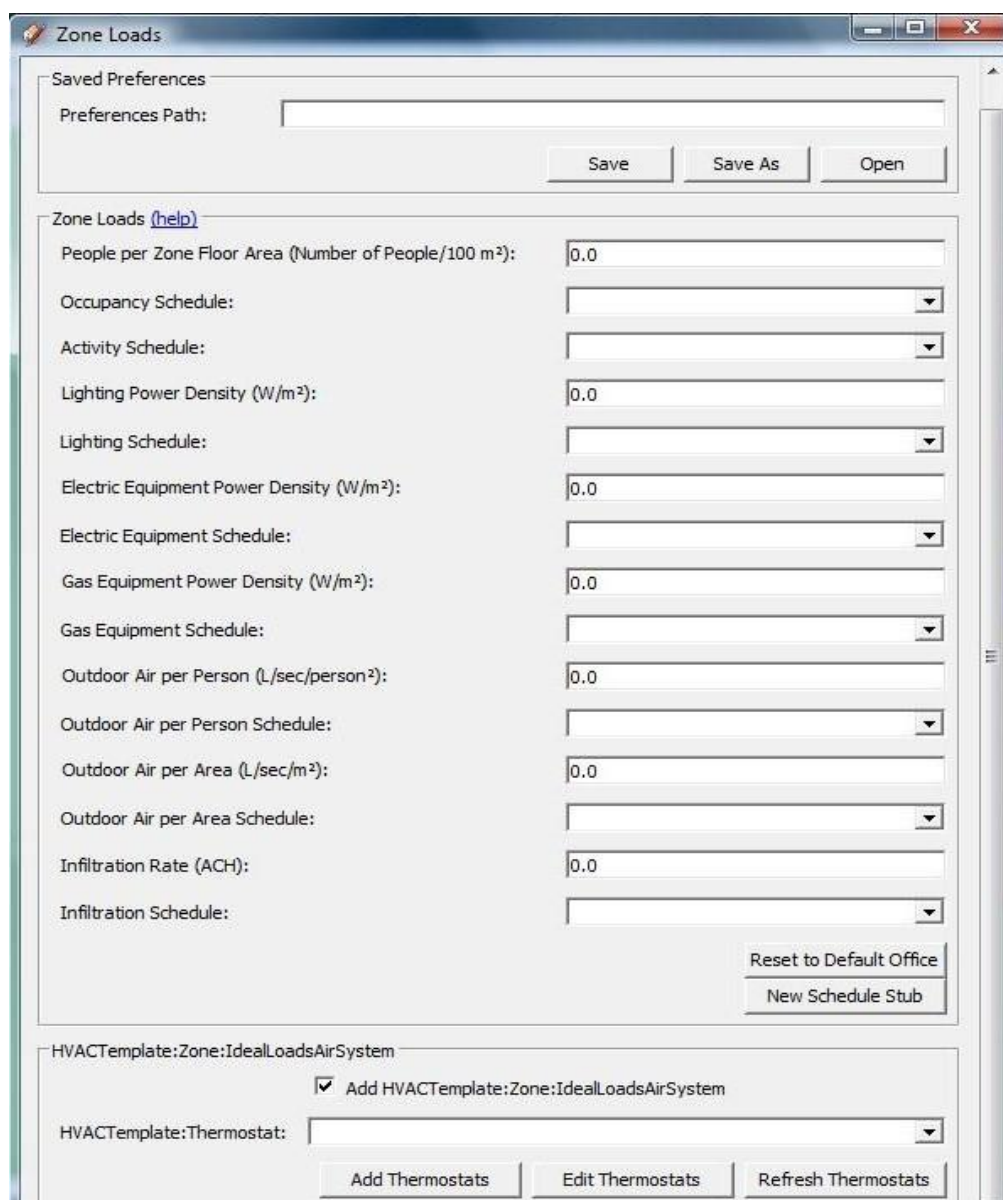 Zone Loads
Saved Preferences
Preferences Path:
Save Save As Open
Zone Loads (help)
People per Zone Floor Area (Number of People/100 m²): 0.0
Occupancy Schedule:
Activity Schedule:
Lighting Power Density (W/m²): 0.0
Lighting Schedule:
Electric Equipment Power Density (W/m²): 0.0
Electric Equipment Schedule:
Gas Equipment Power Density (W/m²): 0.0
Gas Equipment Schedule:
Outdoor Air per Person (L/sec/person²): 0.0
Outdoor Air per Person Schedule:
Outdoor Air per Area (L/sec/m²): 0.0
Outdoor Air per Area Schedule:
Infiltration Rate (ACH): 0.0
Infiltration Schedule:
Reset to Default Office
New Schedule Stub
HVACTemplate:Zone:IdealLoadsAirSystem
Add HVACTemplate:Zone:IdealLoadsAirSystem
HVACTemplate:Thermostat:
Add Thermostats Edit Thermostats Refresh Thermostats